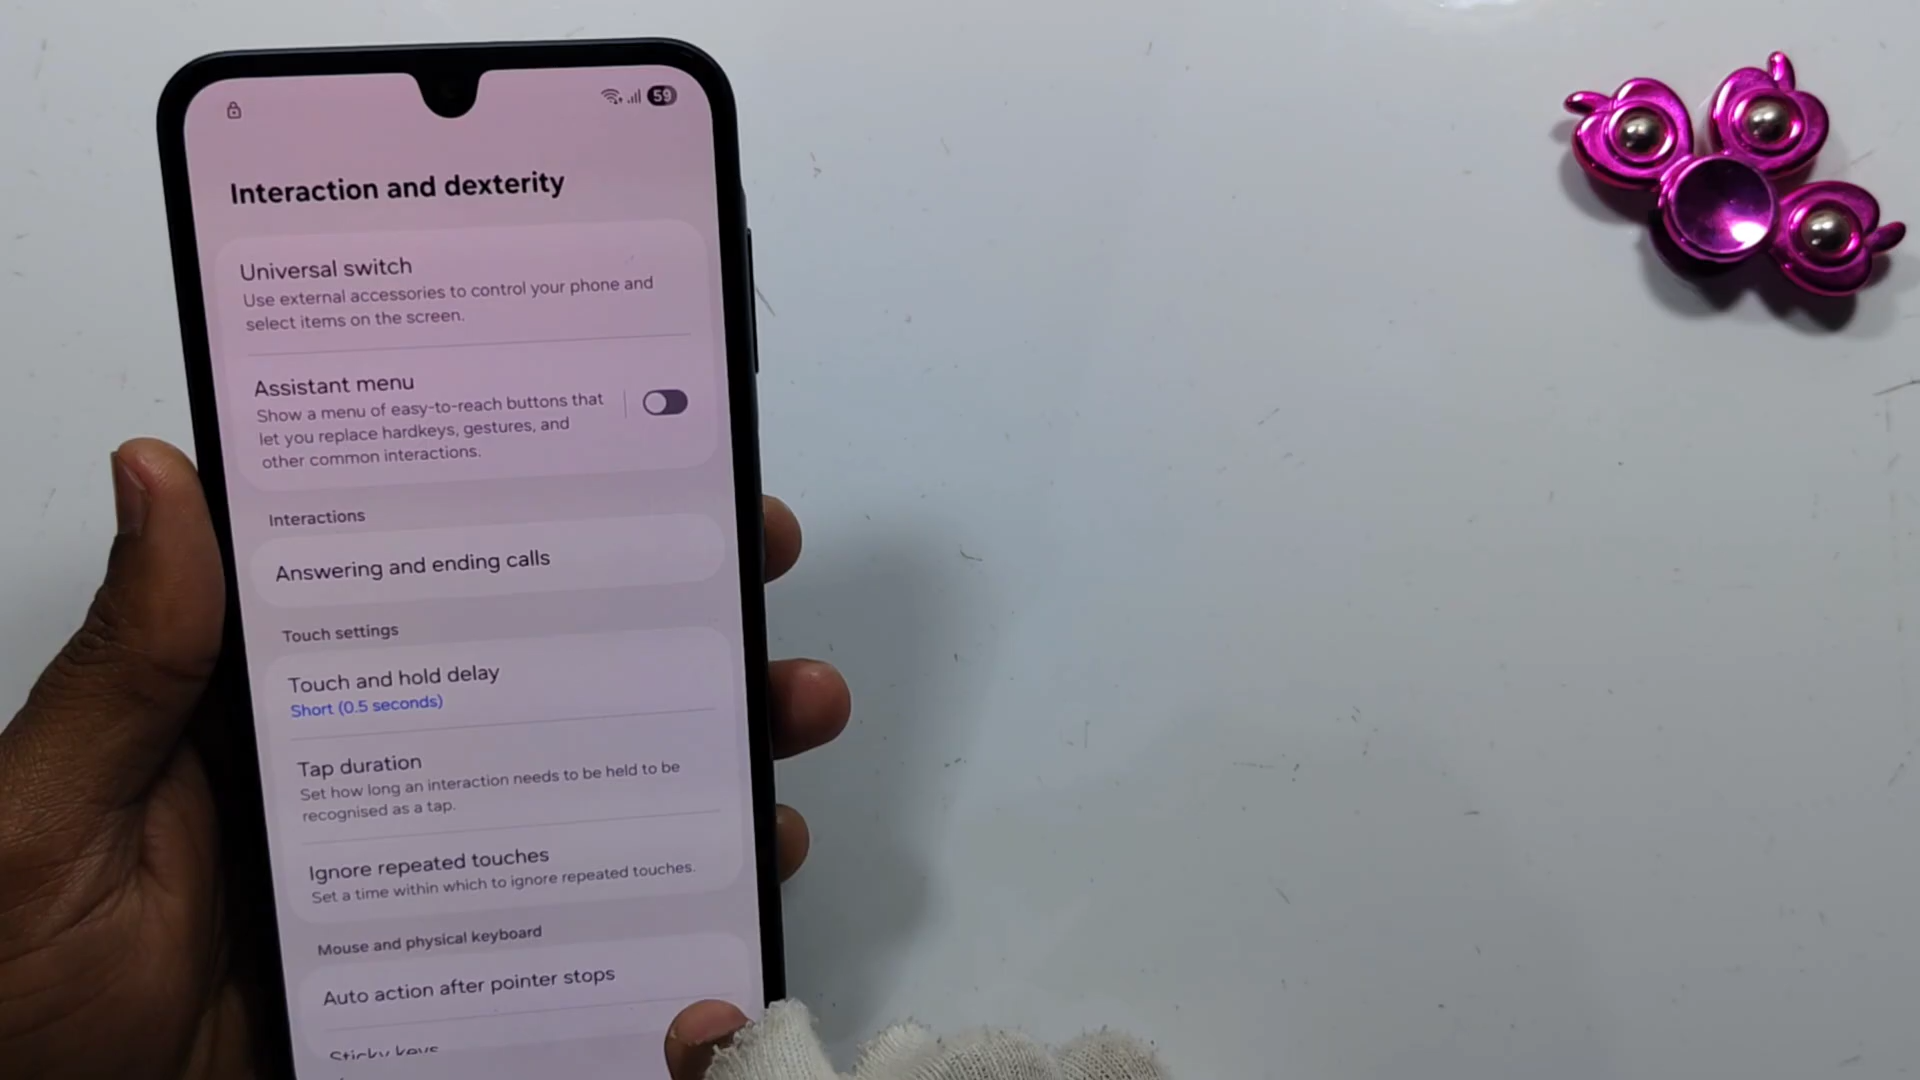 59
Interaction and dexterity
Universal switch
Use external accessories to control your phone and
select items on the screen.
Assistant menu
Show a menu of easy-to-reach buttons that
let you replace hardkeys, gestures, and
other common interactions.
Interactions
Answering and ending calls
Touch settings
Touch and hold delay
Short (0.5 seconds)
Tap duration
Set how long an interaction needs to be held to be
recognised as a tap.
Ignore repeated touches
Set a time within which to ignore repeated touches.
Mouse and physical keyboard
Auto action after pointer stops
Sticky keys